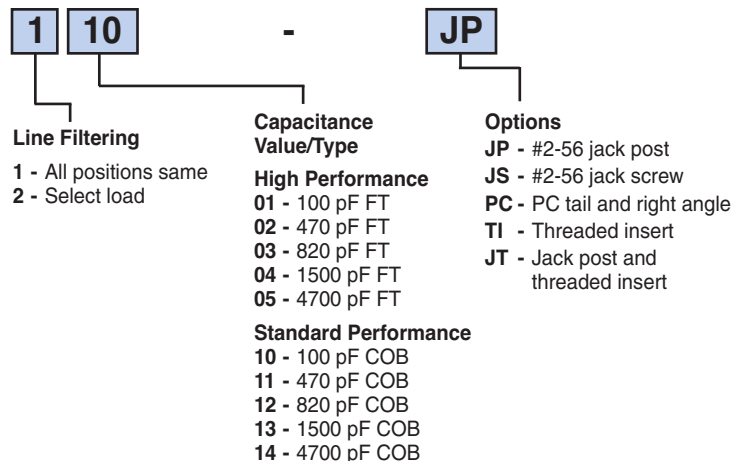 1 10 - JP
Line Filtering
1 - All positions same
2 - Select load
Capacitance
Value/Type
High Performance
01 - 100 pF FT
02 - 470 pF FT
03 - 820 pF FT
04 - 1500 pF FT
05 - 4700 pF FT
Standard Performance
10 - 100 pF COB
11 - 470 pF COB
12 - 820 pF COB
13 - 1500 pF COB
14 - 4700 pF COB
Options
JP - #2-56 jack post
JS - #2-56 jack screw
PC - PC tail and right angle
TI - Threaded insert
JT - Jack post and
threaded insert